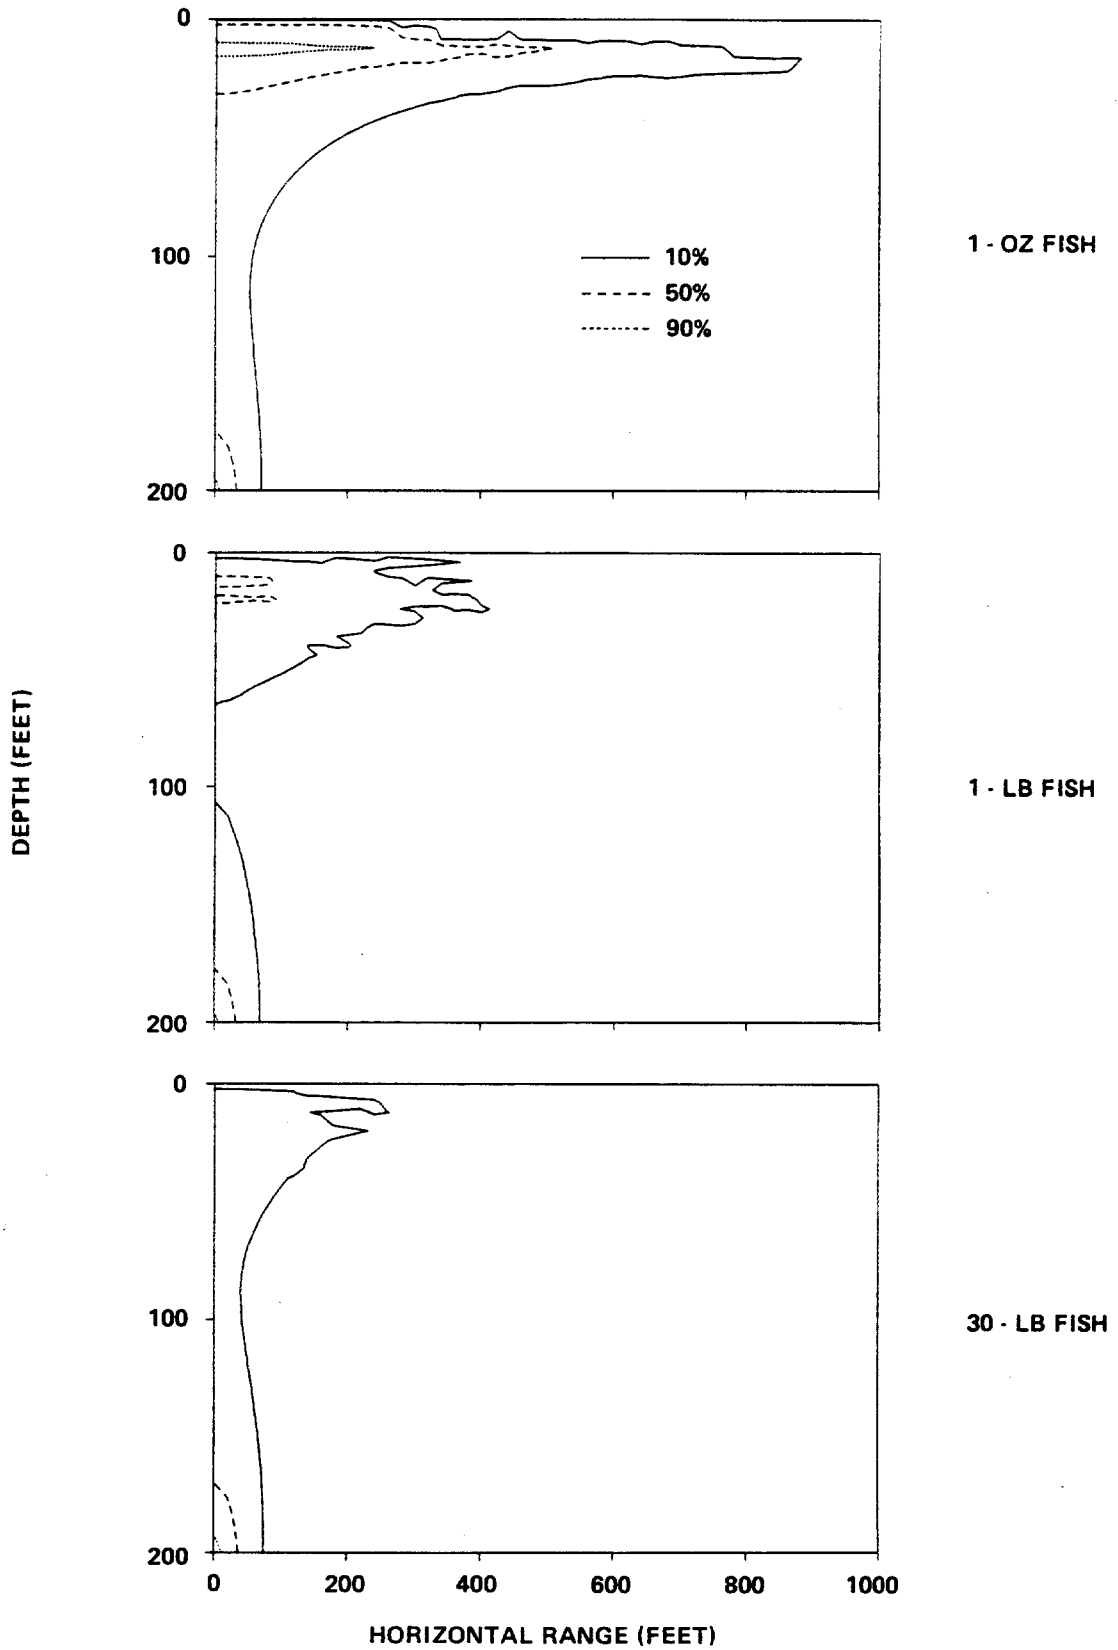 0
100
200
1 - OZ FISH
10%
50%
90%
0
100
200
1 - LB FISH
DEPTH (FEET)
0
100
200
30 - LB FISH
0 200 400 600 800 1000
HORIZONTAL RANGE (FEET)